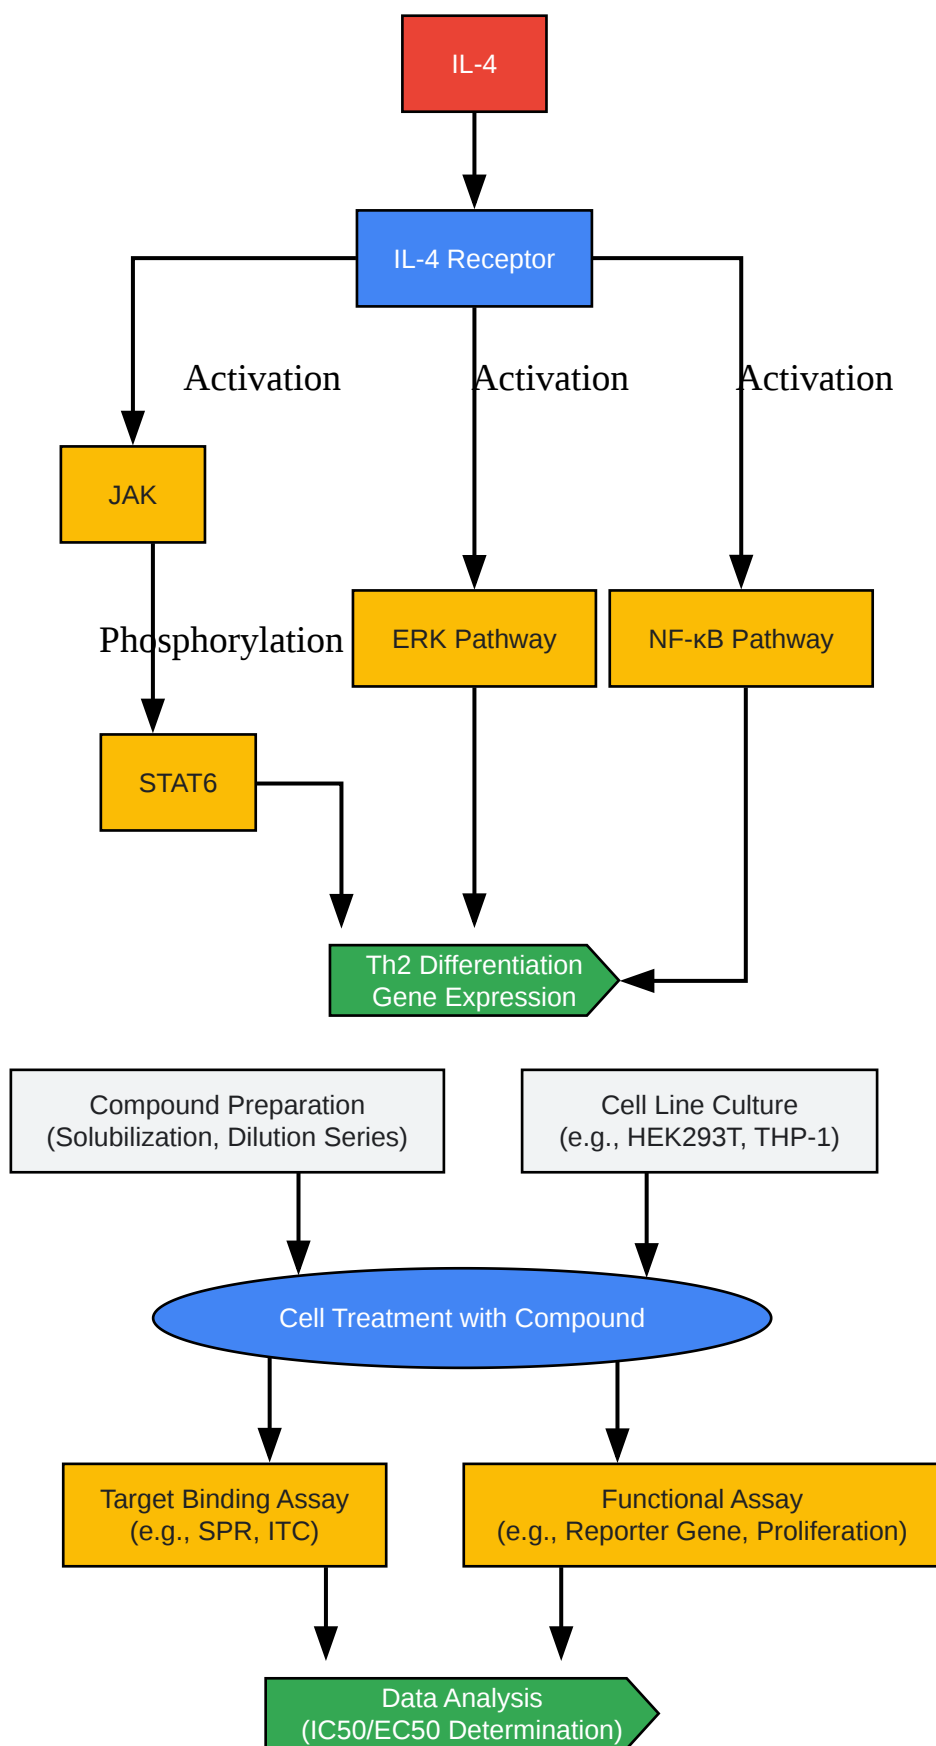 IL-4
IL-4 Receptor
Activation
Activation
Activation
JAK
Phosphorylation
ERK Pathway
NF-κB Pathway
STAT6
Th2 Differentiation
Gene Expression
Compound Preparation
(Solubilization, Dilution Series)
Cell Line Culture
(e.g., HEK293T, THP-1)
Cell Treatment with Compound
Target Binding Assay
(e.g., SPR, ITC)
Functional Assay
(e.g., Reporter Gene, Proliferation)
Data Analysis
(IC50/EC50 Determination)